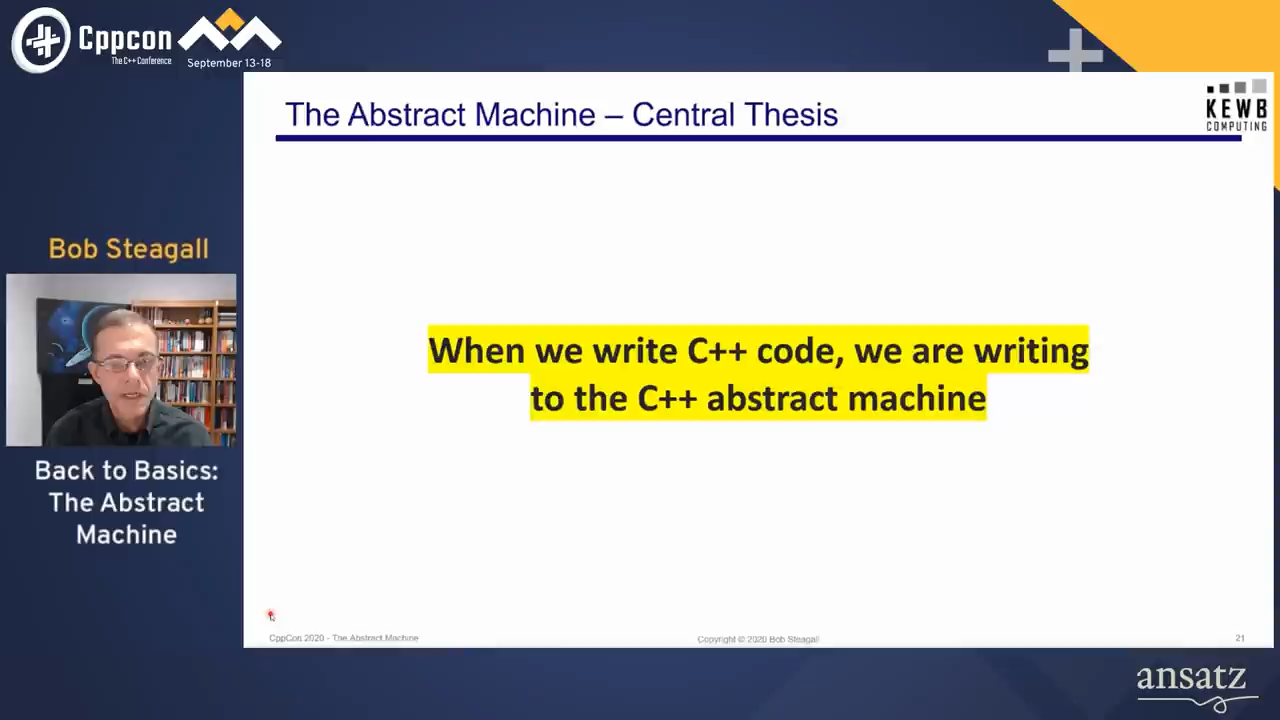 Cppcon
The C++ Conference
September 13-18
The Abstract Machine – Central Thesis
KEWB
COMPUTING
Bob Steagall
When we write C++ code, we are writing
to the C++ abstract machine
Back to Basics:
The Abstract
Machine
CppCon 2020 - The Abstract Machine
Copyright © 2020 Bob Steagall
21
ansatz